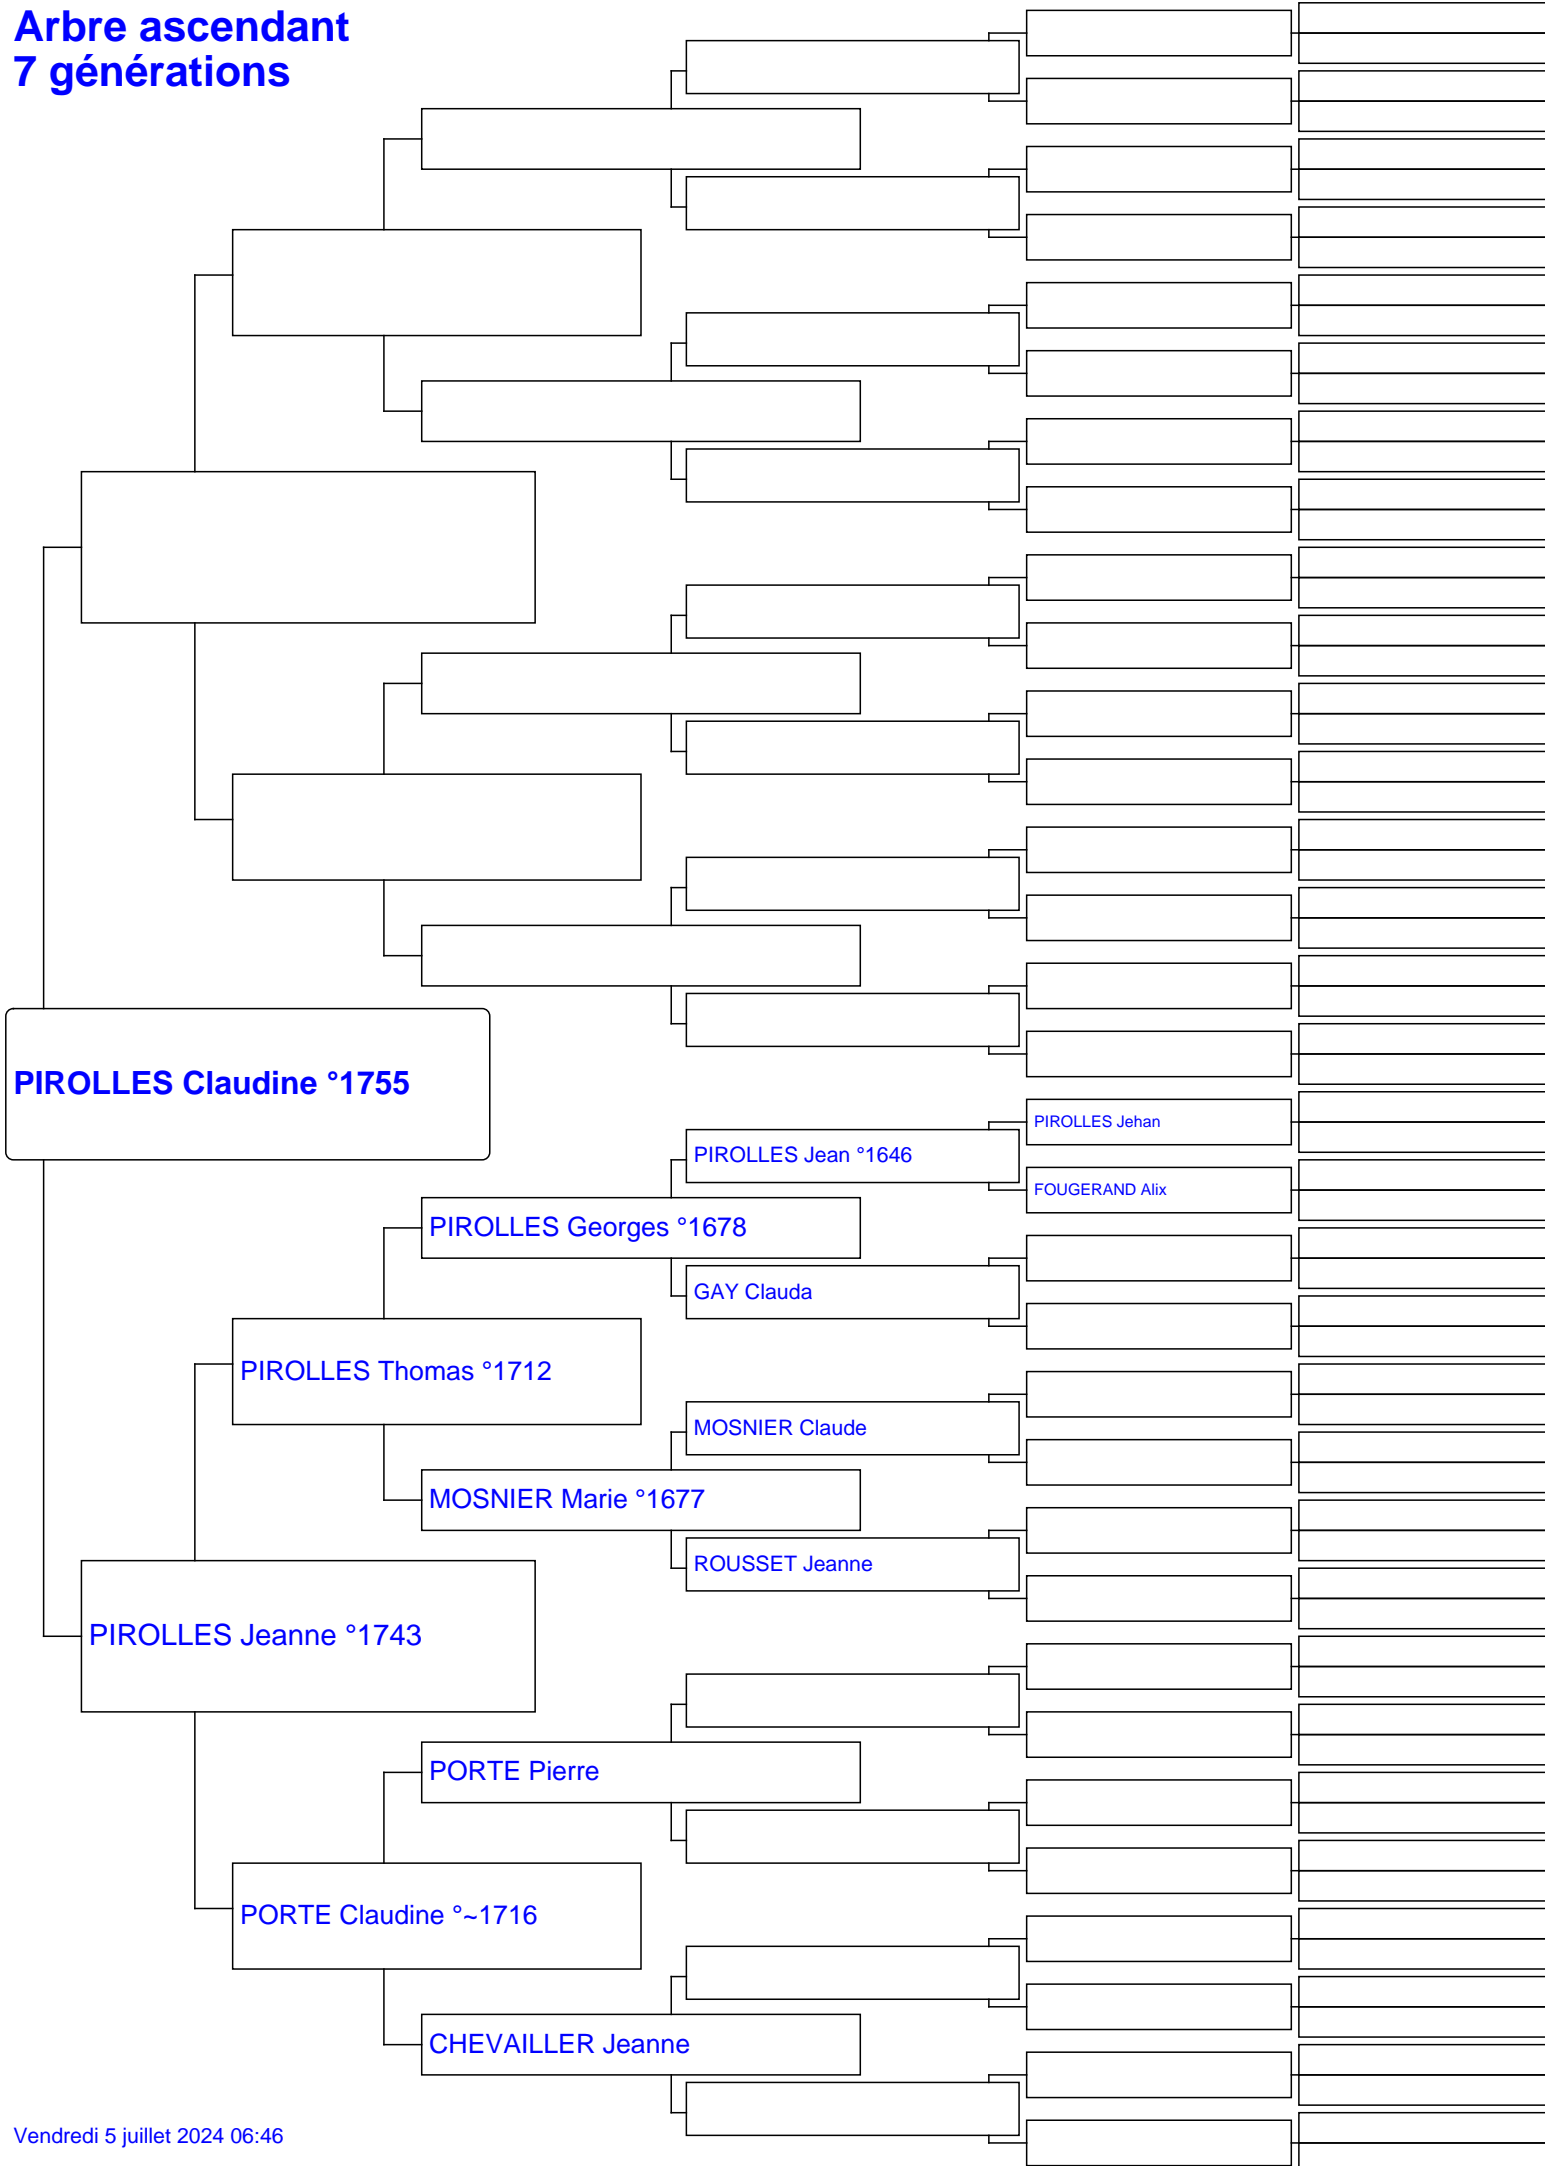 Arbre ascendant
7 générations
PIROLLES Claudine °1755
PIROLLES Jehan
PIROLLES Jean °1646
FOUGERAND Alix
PIROLLES Georges °1678
GAY Clauda
PIROLLES Thomas °1712
MOSNIER Claude
MOSNIER Marie °1677
ROUSSET Jeanne
PIROLLES Jeanne °1743
PORTE Pierre
PORTE Claudine °~1716
CHEVAILLER Jeanne
Vendredi 5 juillet 2024 06:46